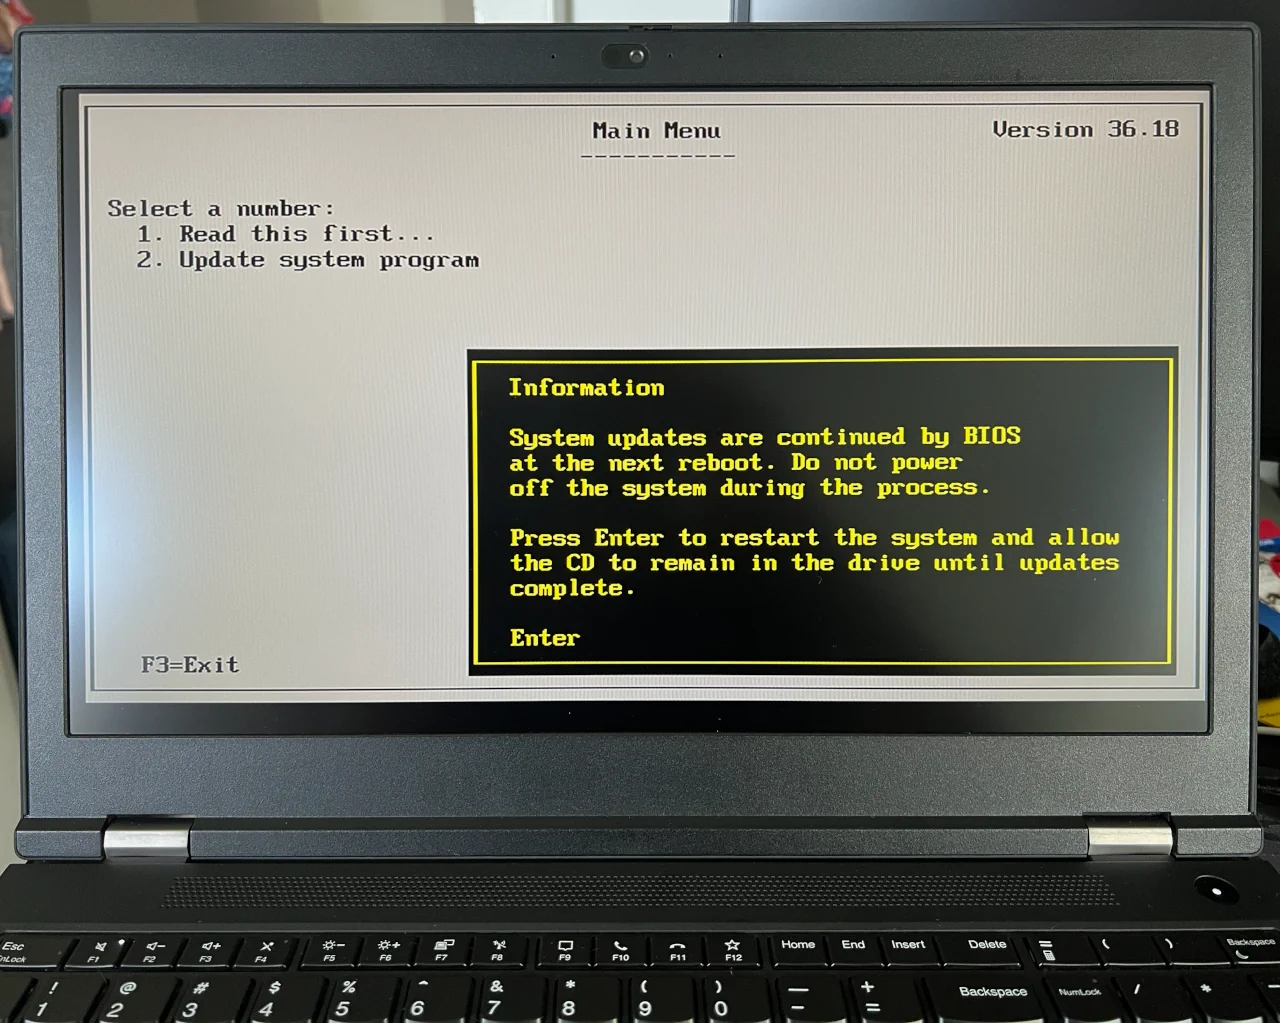 Main Menu
Version 36.18
-----------
Select a number:
1. Read this first...
2. Update system program
Information
System updates are continued by BIOS
at the next reboot. Do not power
off the system during the process.
Press Enter to restart the system and allow
the CD to remain in the drive until updates
complete.
Enter
F3=Exit
Esc
F1
F2
F3
F4
F5
F6
F7
F8
F9
F10
F11
F12
Home
End
Insert
Delete
(
)
Backspace
! 
1
@
2
#
3
$
4
%
5
^
6
&
7
*
8
(
9
)
0
—
-
+
=
Backspace
NumLock
/
*
-